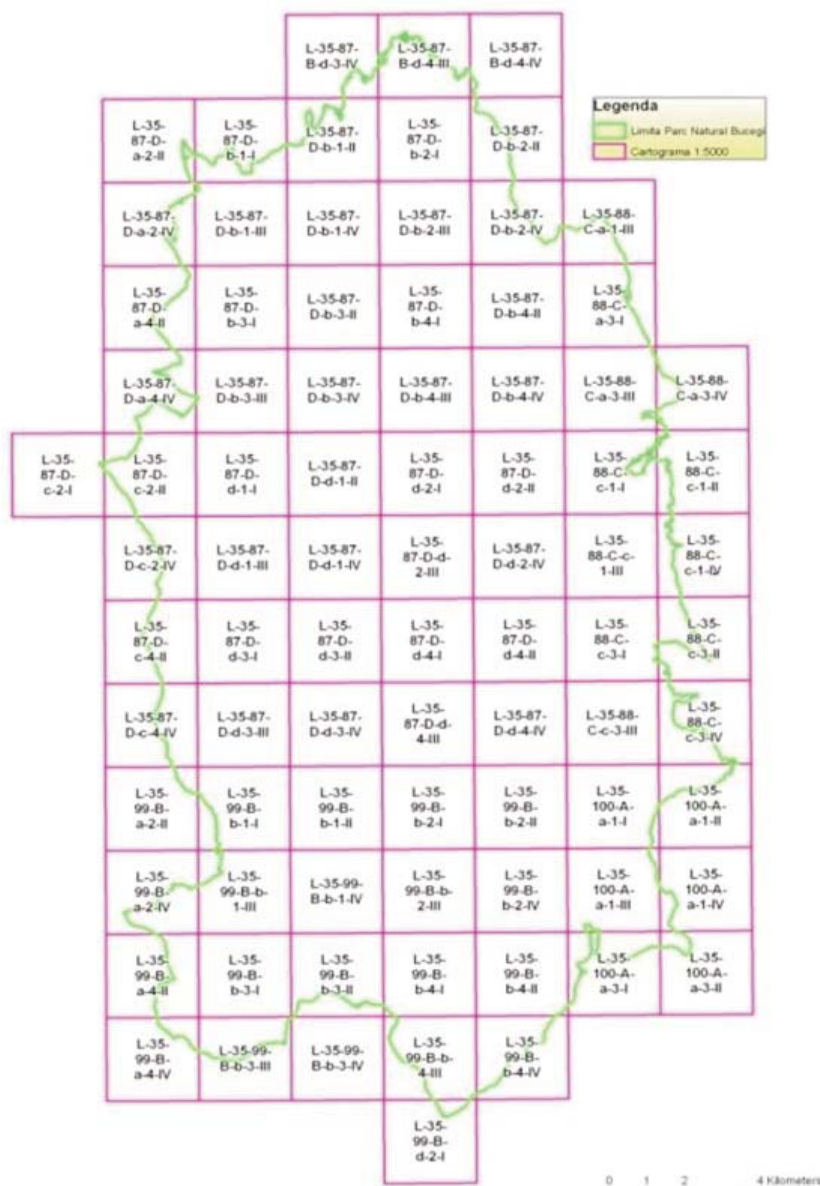 L-35-87-
B-d-3-IV
L-35-87-
B-d-4-III
L-35-87-
B-d-4-IV
Legenda
Limita Parc Natural Bucegi
Cartograma 1:5000
L-35-
87-D-
a-2-II
L-35-
87-D-
b-1-I
L-35-87-
D-b-1-II
L-35-
87-D-
b-2-I
L-35-87-
D-b-2-II
L-35-87-
D-a-2-IV
L-35-87-
D-b-1-III
L-35-87-
D-b-1-IV
L-35-87-
D-b-2-III
L-35-87-
D-b-2-IV
L-35-88-
C-a-1-III
L-35-
87-D-
a-4-II
L-35-
87-D-
b-3-I
L-35-87-
D-b-3-II
L-35-
87-D-
b-4-I
L-35-87-
D-b-4-II
L-35-
88-C-
a-3-I
L-35-87-
D-a-4-IV
L-35-87-
D-b-3-III
L-35-87-
D-b-3-IV
L-35-87-
D-b-4-III
L-35-87-
D-b-4-IV
L-35-88-
C-a-3-III
L-35-88-
C-a-3-IV
L-35-
87-D-
c-2-I
L-35-
87-D-
c-2-II
L-35-
87-D-
d-1-I
L-35-87-
D-d-1-II
L-35-
87-D-
d-2-I
L-35-
87-D-
d-2-II
L-35-
88-C-
c-1-I
L-35-
88-C-
c-1-II
L-35-87-
D-c-2-IV
L-35-87-
D-d-1-III
L-35-87-
D-d-1-IV
L-35-
87-D-d-
2-III
L-35-87-
D-d-2-IV
L-35-
88-C-c-
1-III
L-35-
88-C-
c-1-IV
L-35-
87-D-
c-4-II
L-35-
87-D-
d-3-I
L-35-
87-D-
d-3-II
L-35-
87-D-
d-4-I
L-35-
87-D-
d-4-II
L-35-
88-C-
c-3-I
L-35-
88-C-
c-3-II
L-35-87-
D-c-4-IV
L-35-87-
D-d-3-III
L-35-87-
D-d-3-IV
L-35-
87-D-d-
4-III
L-35-87-
D-d-4-IV
L-35-88-
C-c-3-III
L-35-
88-C-
c-3-IV
L-35-
99-B-
a-2-II
L-35-
99-B-
b-1-I
L-35-
99-B-
b-1-II
L-35-
99-B-
b-2-I
L-35-
99-B-
b-2-II
L-35-
100-A-
a-1-I
L-35-
100-A-
a-1-II
L-35-
99-B-
a-2-IV
L-35-
99-B-b-
1-III
L-35-99-
B-b-1-IV
L-35-
99-B-b-
2-III
L-35-
99-B-
b-2-IV
L-35-
100-A-
a-1-III
L-35-
100-A-
a-1-IV
L-35-
99-B-
a-4-II
L-35-
99-B-
b-3-I
L-35-
99-B-
b-3-II
L-35-
99-B-
b-4-I
L-35-
99-B-
b-4-II
L-35-
100-A-
a-3-I
L-35-
100-A-
a-3-II
L-35-
99-B-
a-4-IV
L-35-99-
B-b-3-III
L-35-99-
B-b-3-IV
L-35-
99-B-b-
4-III
L-35-
99-B-
b-4-IV
L-35-
99-B-
d-2-I
0 1 2 4 Kilometers